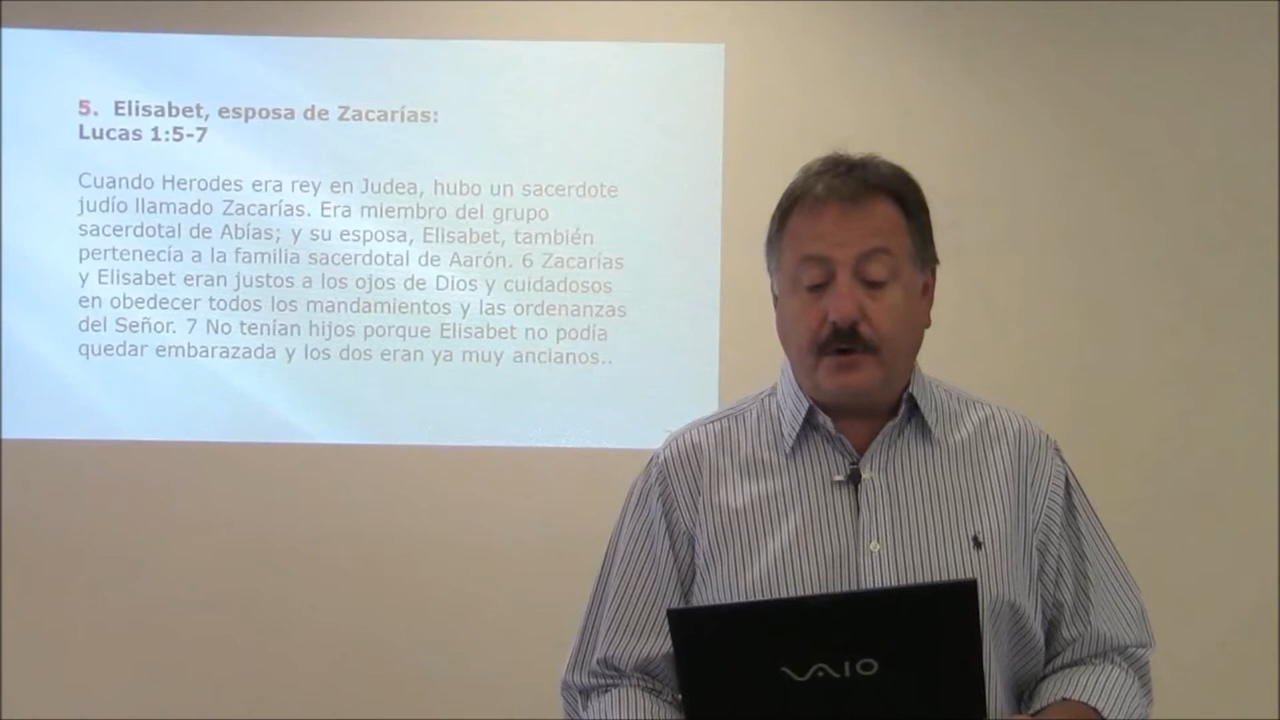 5. Elisabet, esposa de Zacarías:
Lucas 1:5-7
Cuando Herodes era rey en Judea, hubo un sacerdote
judío llamado Zacarías. Era miembro del grupo
sacerdotal de Abías; y su esposa, Elisabet, también
pertenecía a la familia sacerdotal de Aarón. 6 Zacarías
y Elisabet eran justos a los ojos de Dios y cuidadosos
en obedecer todos los mandamientos y las ordenanzas
del Señor. 7 No tenían hijos porque Elisabet no podía
quedar embarazada y los dos eran ya muy ancianos..
VAIO